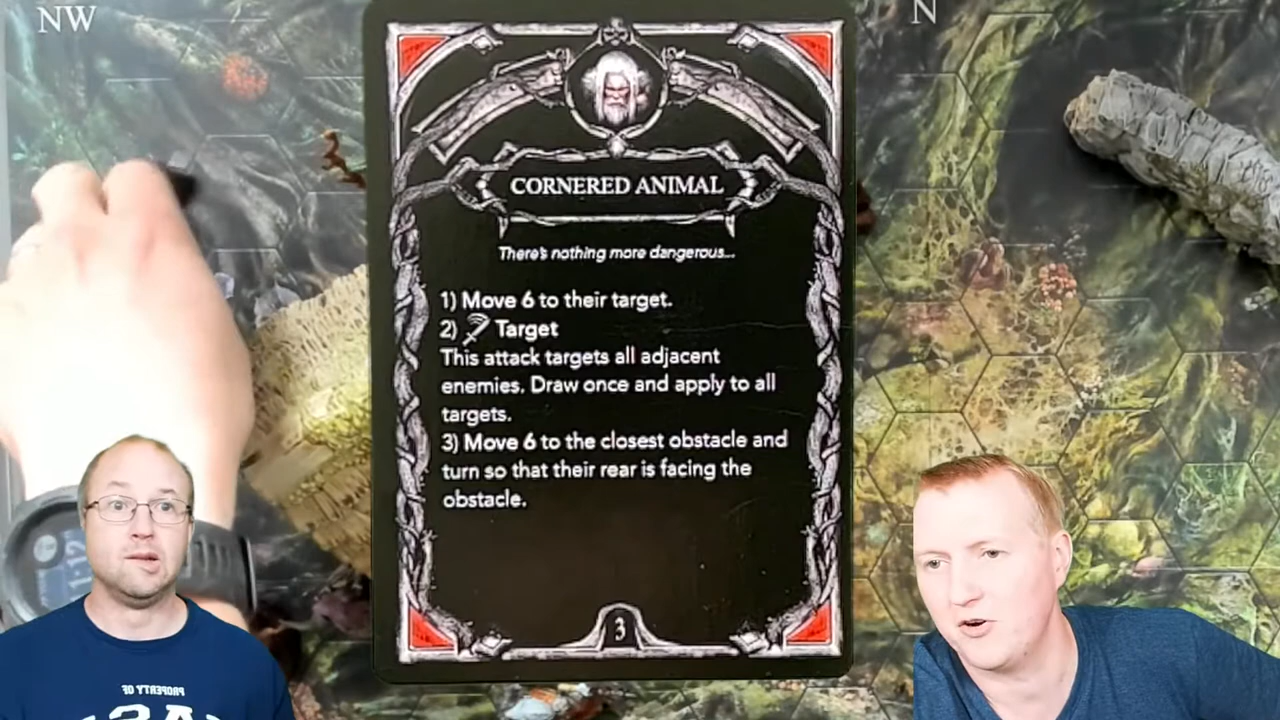 NW
N
CORNERED ANIMAL
There's nothing more dangerous...
1) Move 6 to their target.
2) Target
This attack targets all adjacent
enemies. Draw once and apply to all
targets.
3) Move 6 to the closest obstacle and
turn so that their rear is facing the
obstacle.
3
PROPERTY OF